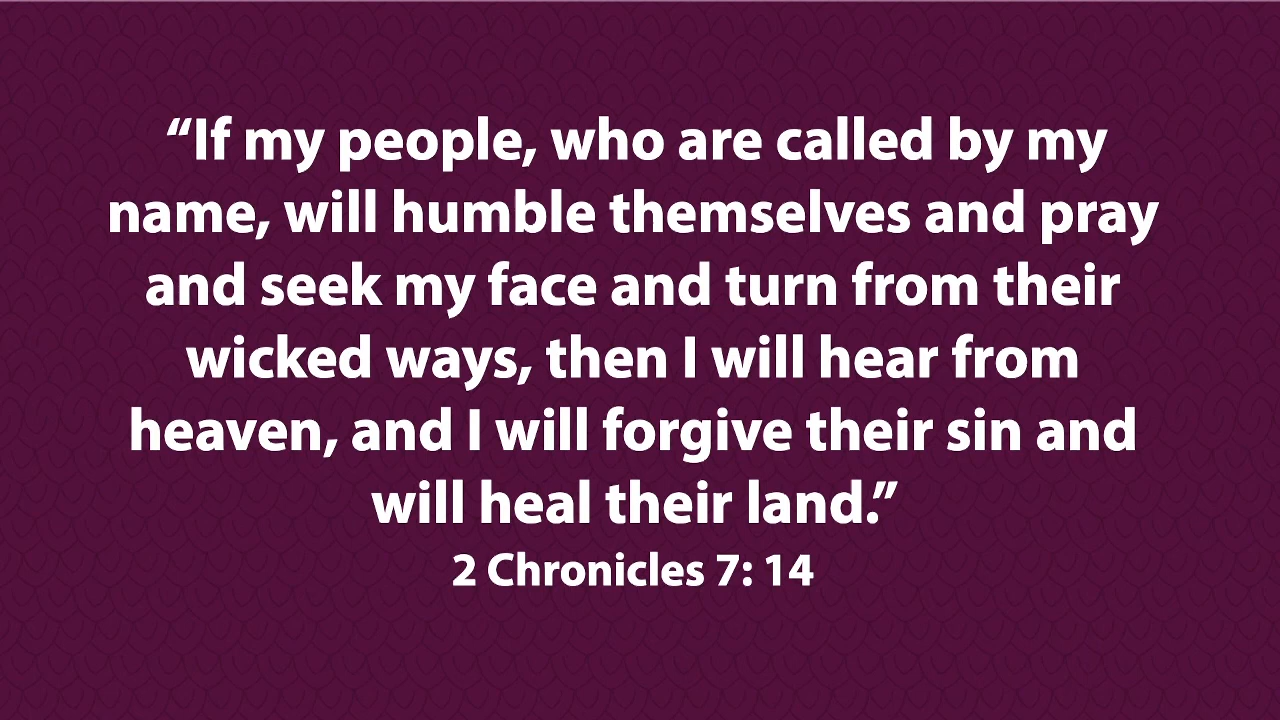 “If my people, who are called by my
name, will humble themselves and pray
and seek my face and turn from their
wicked ways, then I will hear from
heaven, and I will forgive their sin and
will heal their land.”
2 Chronicles 7: 14